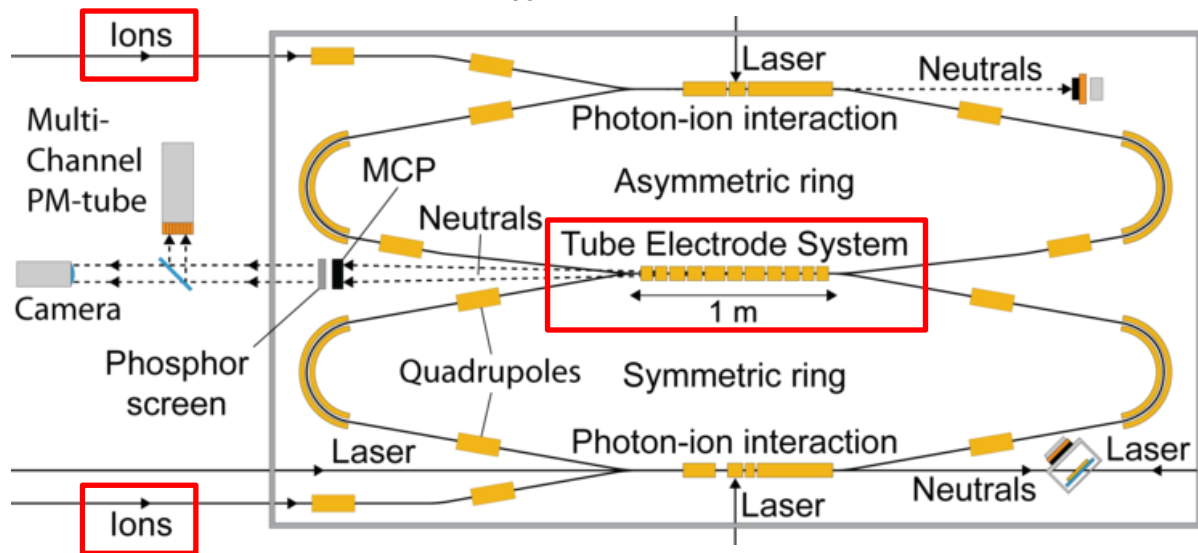 Ions
Laser
Neutrals
Photon-ion interaction
Multi-
Channel
PM-tube
MCP
Asymmetric ring
Neutrals
Tube Electrode System
1 m
Camera
Phosphor
screen
Quadrupoles
Symmetric ring
Photon-ion interaction
Laser
Laser
Neutrals
Ions
Laser